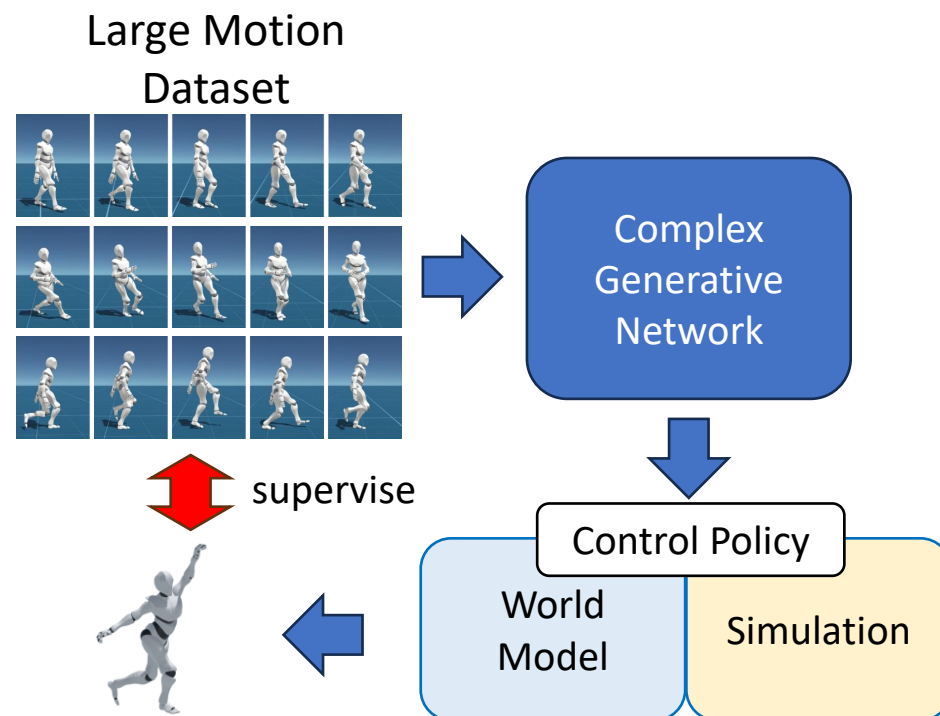 Large Motion
Dataset
Complex
Generative
Network
supervise
Control Policy
World
Model
Simulation